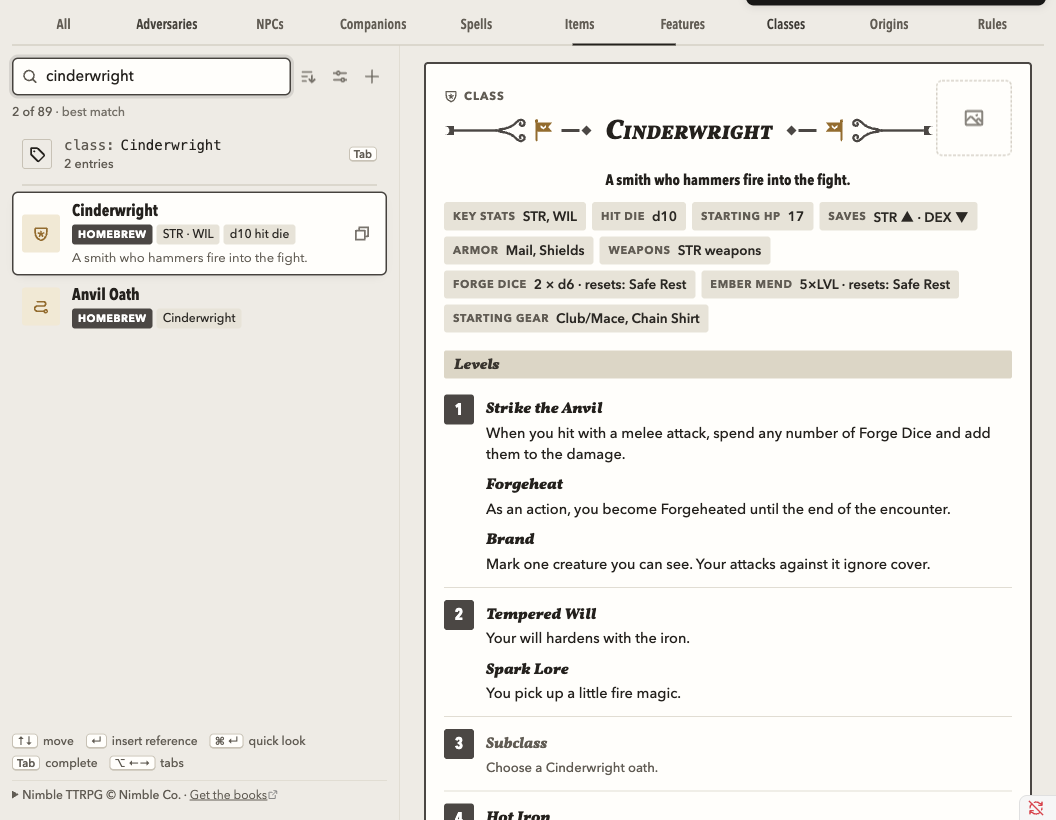 All Adversaries NPCs Companions Spells Items Features Classes Origins Rules
cinderwright
2 of 89 · best match
class: Cinderwright
2 entries
Tab
Cinderwright
HOMEBREW STR · WIL d10 hit die
A smith who hammers fire into the fight.
Anvil Oath
HOMEBREW Cinderwright
↑↓ move ↵ insert reference ⌘ ↵ quick look
Tab complete ⌥ ←→ tabs
▶ Nimble TTRPG © Nimble Co. · Get the books
CLASS
CINDERWRIGHT
A smith who hammers fire into the fight.
KEY STATS STR, WIL HIT DIE d10 STARTING HP 17 SAVES STR ▲ · DEX ▼
ARMOR Mail, Shields WEAPONS STR weapons
FORGE DICE 2 × d6 · resets: Safe Rest EMBER MEND 5×LVL · resets: Safe Rest
STARTING GEAR Club/Mace, Chain Shirt
Levels
1 Strike the Anvil
When you hit with a melee attack, spend any number of Forge Dice and add
them to the damage.
Forgeheat
As an action, you become Forgeheated until the end of the encounter.
Brand
Mark one creature you can see. Your attacks against it ignore cover.
2 Tempered Will
Your will hardens with the iron.
Spark Lore
You pick up a little fire magic.
3 Subclass
Choose a Cinderwright oath.
4 Hot Iron